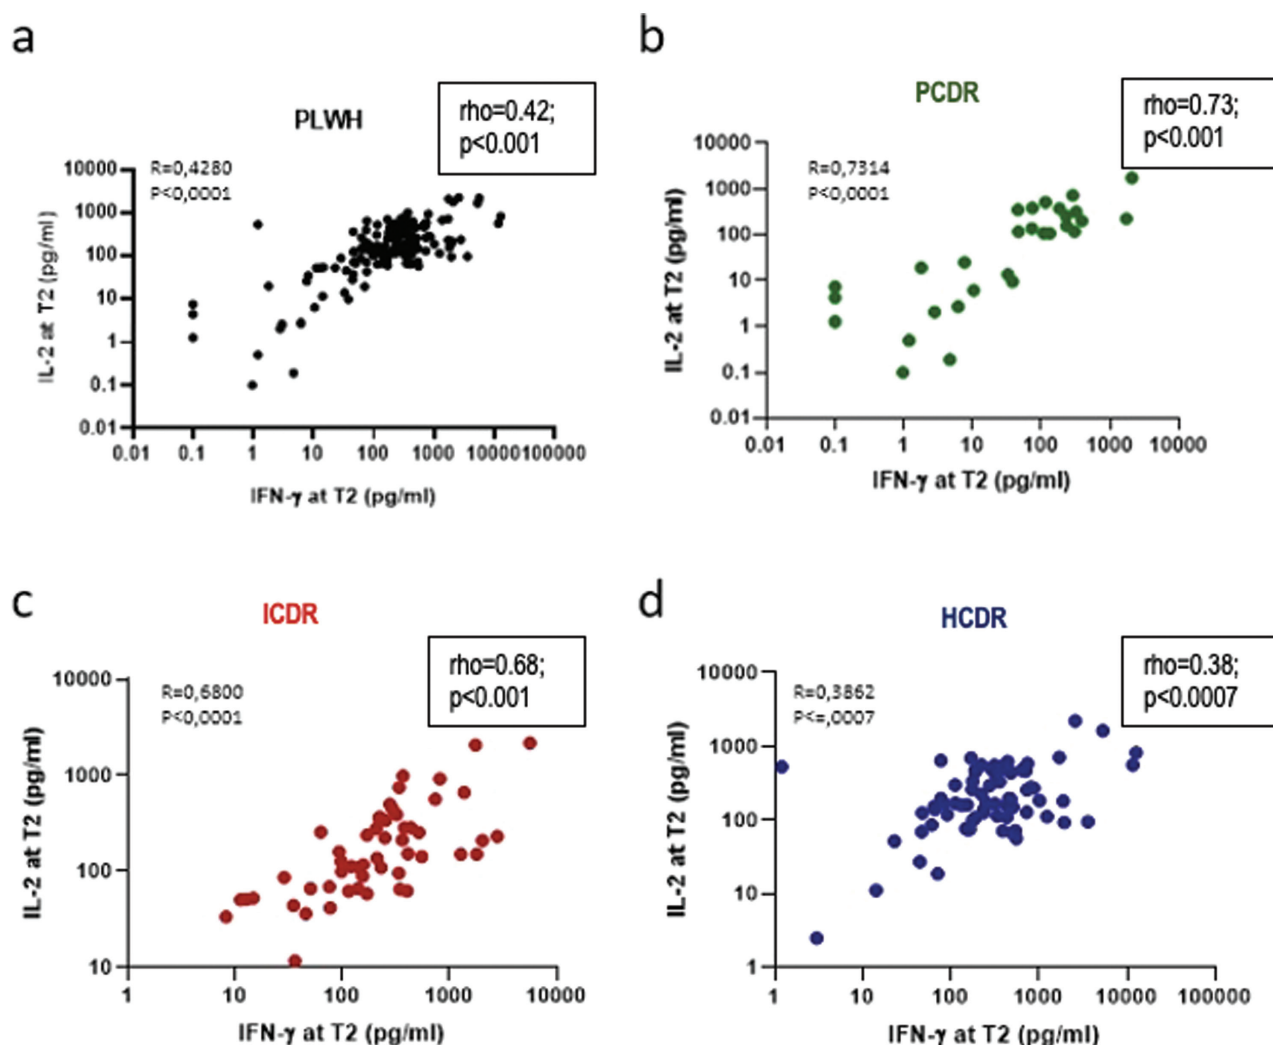 a
PLWH
rho=0.42;
p<0.001
R=0,4280
P<0,0001
10000
1000
100
10
1
0.1
0.01
IL-2 at T2 (pg/ml)
0.01 0.1 1 10 100 1000 10000100000
IFN-γ at T2 (pg/ml)
b
PCDR
rho=0.73;
p<0.001
R=0,7314
P<0,0001
10000
1000
100
10
1
0.1
0.01
IL-2 at T2 (pg/ml)
0.01 0.1 1 10 100 1000 10000
IFN-γ at T2 (pg/ml)
c
ICDR
rho=0.68;
p<0.001
R=0,6800
P<0,0001
10000
1000
100
10
IL-2 at T2 (pg/ml)
1 10 100 1000 10000
IFN-γ at T2 (pg/ml)
d
HCDR
rho=0.38;
p<0.0007
R=0,3862
P<=,0007
10000
1000
100
10
1
IL-2 at T2 (pg/ml)
1 10 100 1000 10000 100000
IFN-γ at T2 (pg/ml)